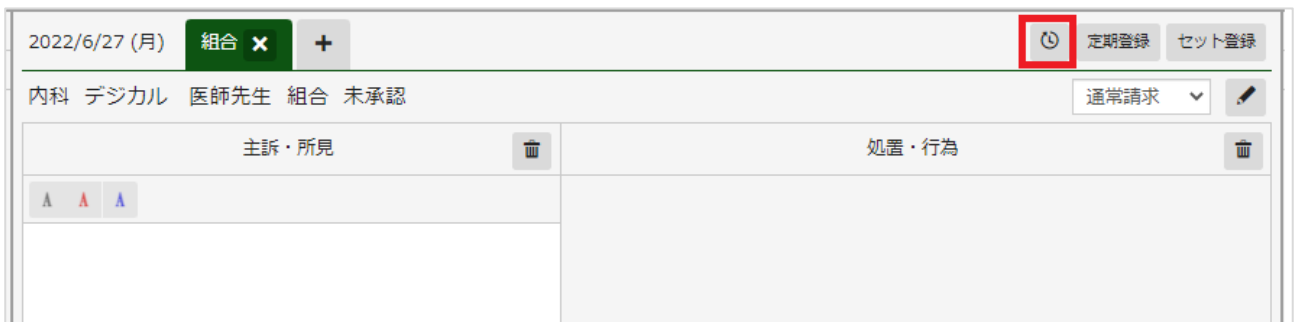 2022/6/27 (月) 組合 × + 定期登録 セット登録
内科 デジカル 医師先生 組合 未承認 通常請求
主訴・所見 処置・行為
A A A